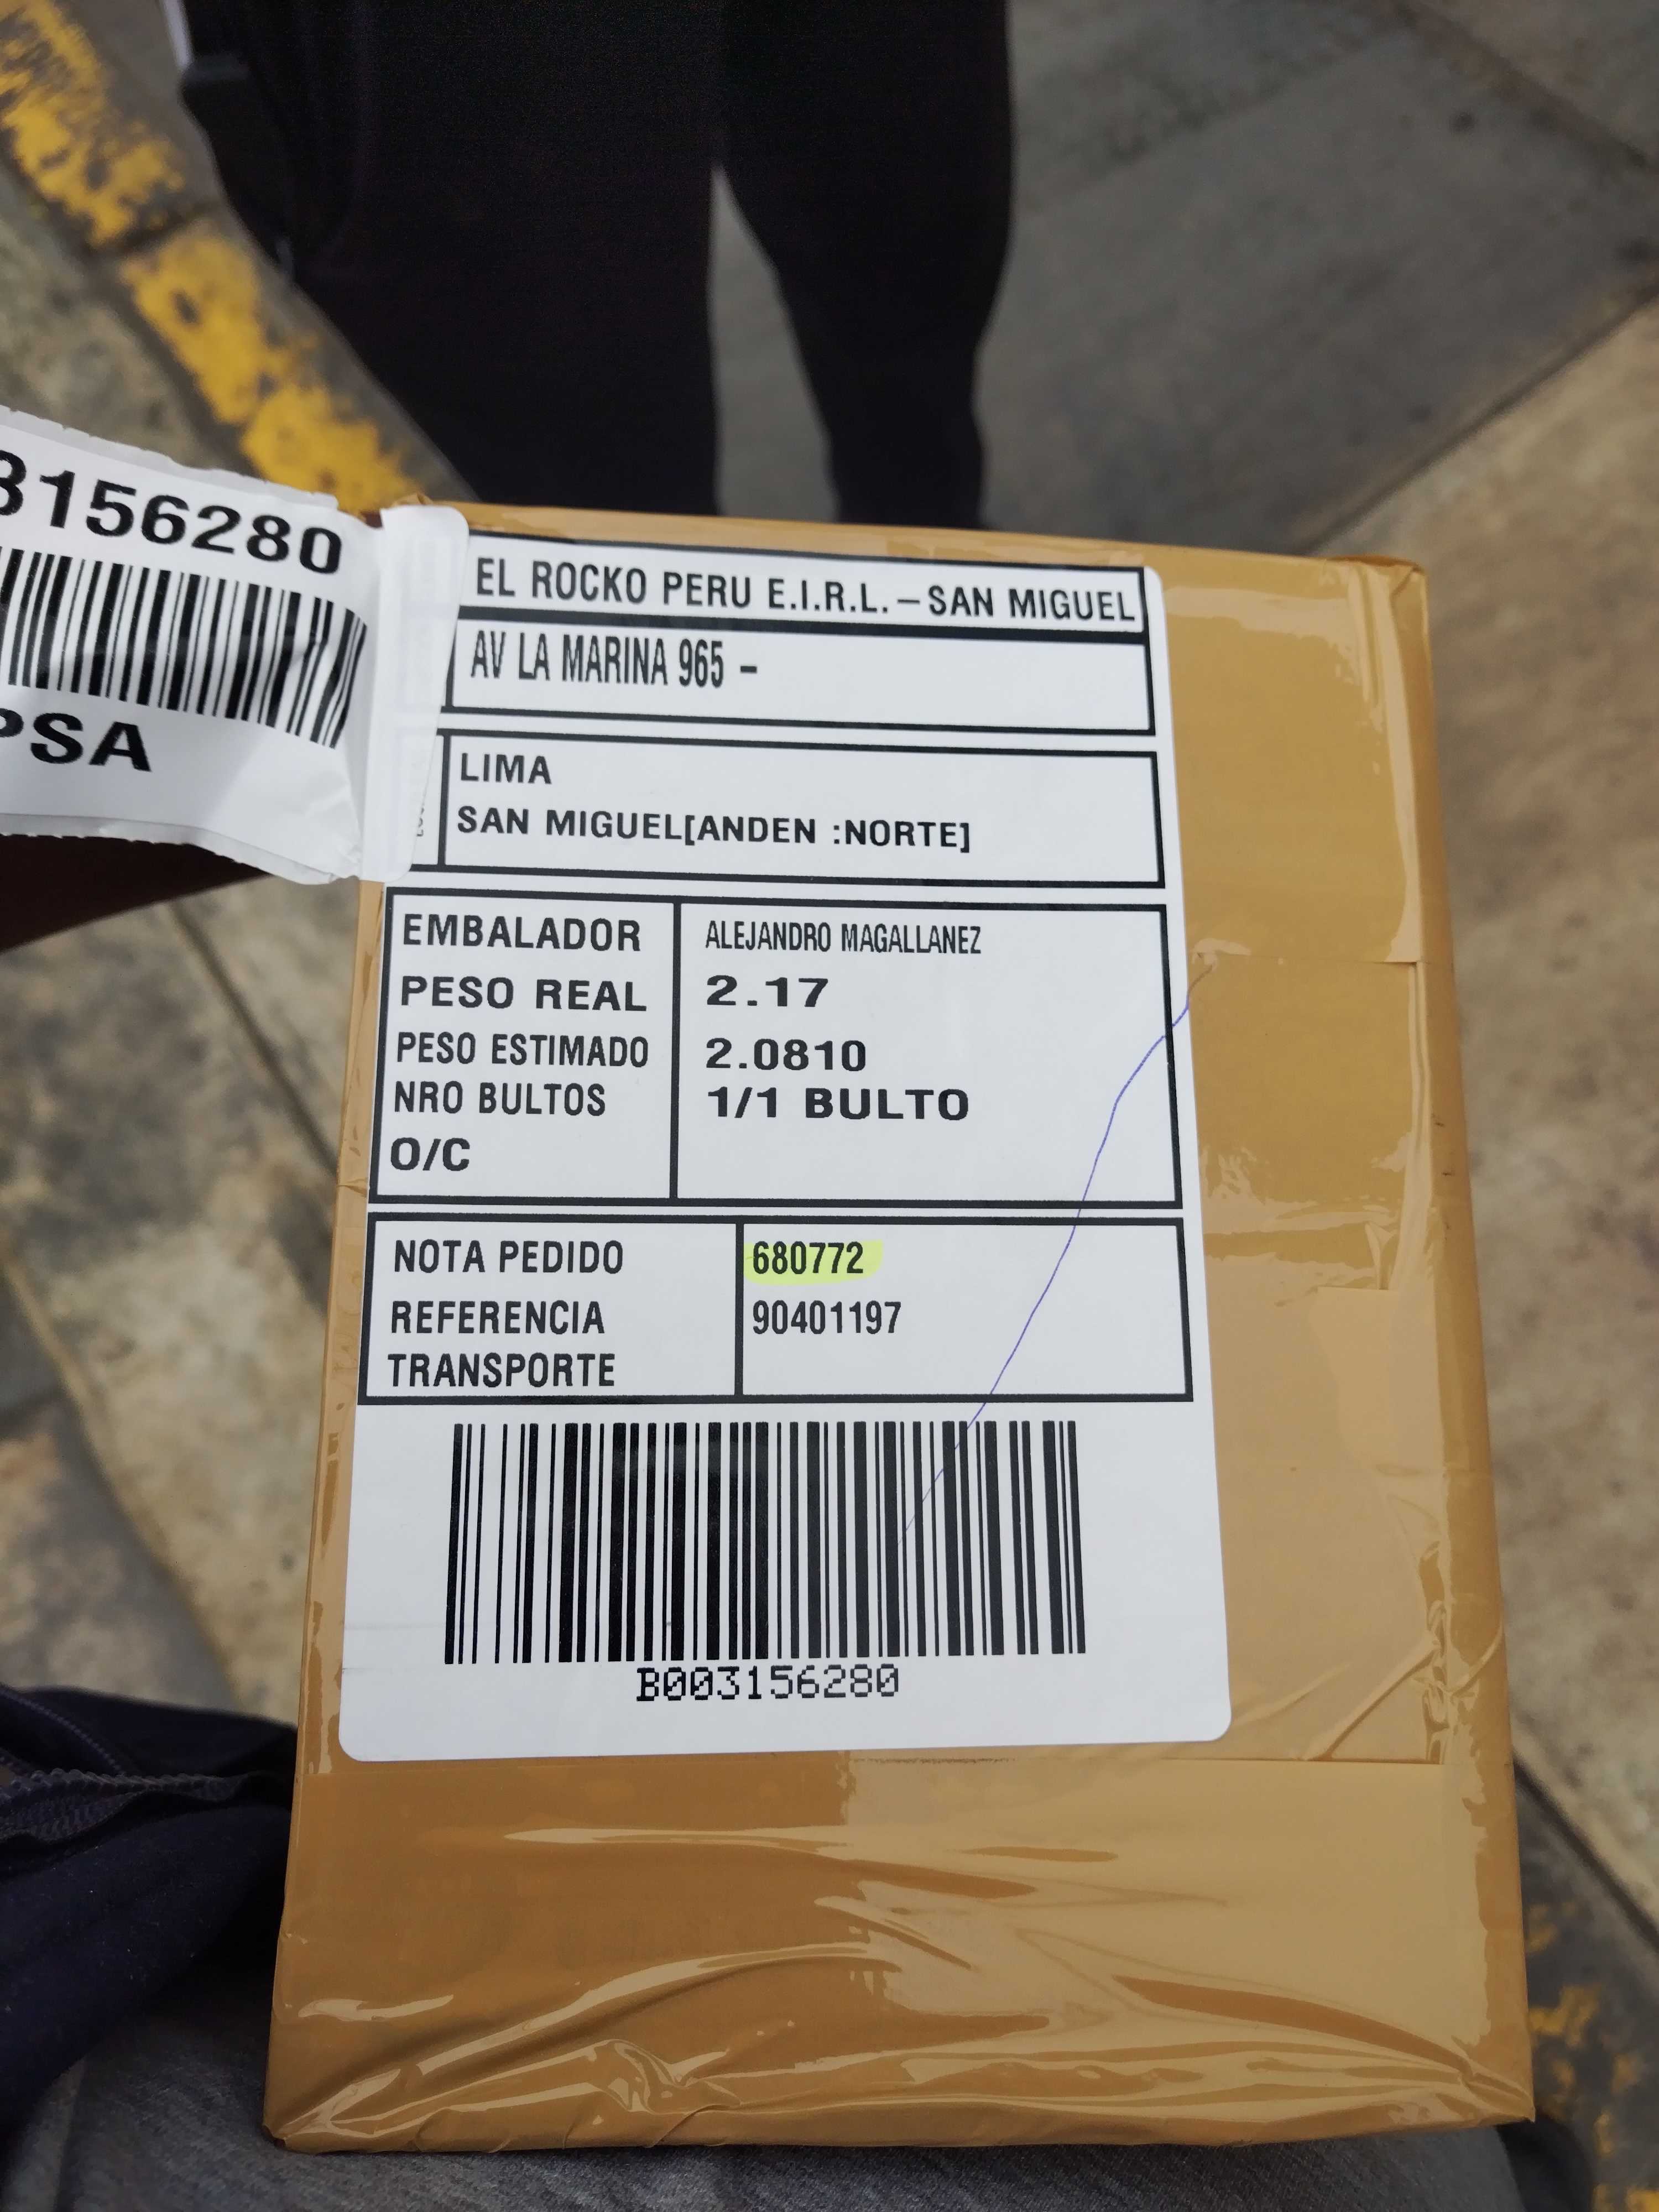 3156280
PSA
EL ROCKO PERU E.I.R.L. – SAN MIGUEL
AV LA MARINA 965 -
LIMA
SAN MIGUEL[ANDEN :NORTE]
EMBALADOR ALEJANDRO MAGALLANEZ
PESO REAL 2.17
PESO ESTIMADO 2.0810
NRO BULTOS 1/1 BULTO
O/C
NOTA PEDIDO 680772
REFERENCIA 90401197
TRANSPORTE
B003156280